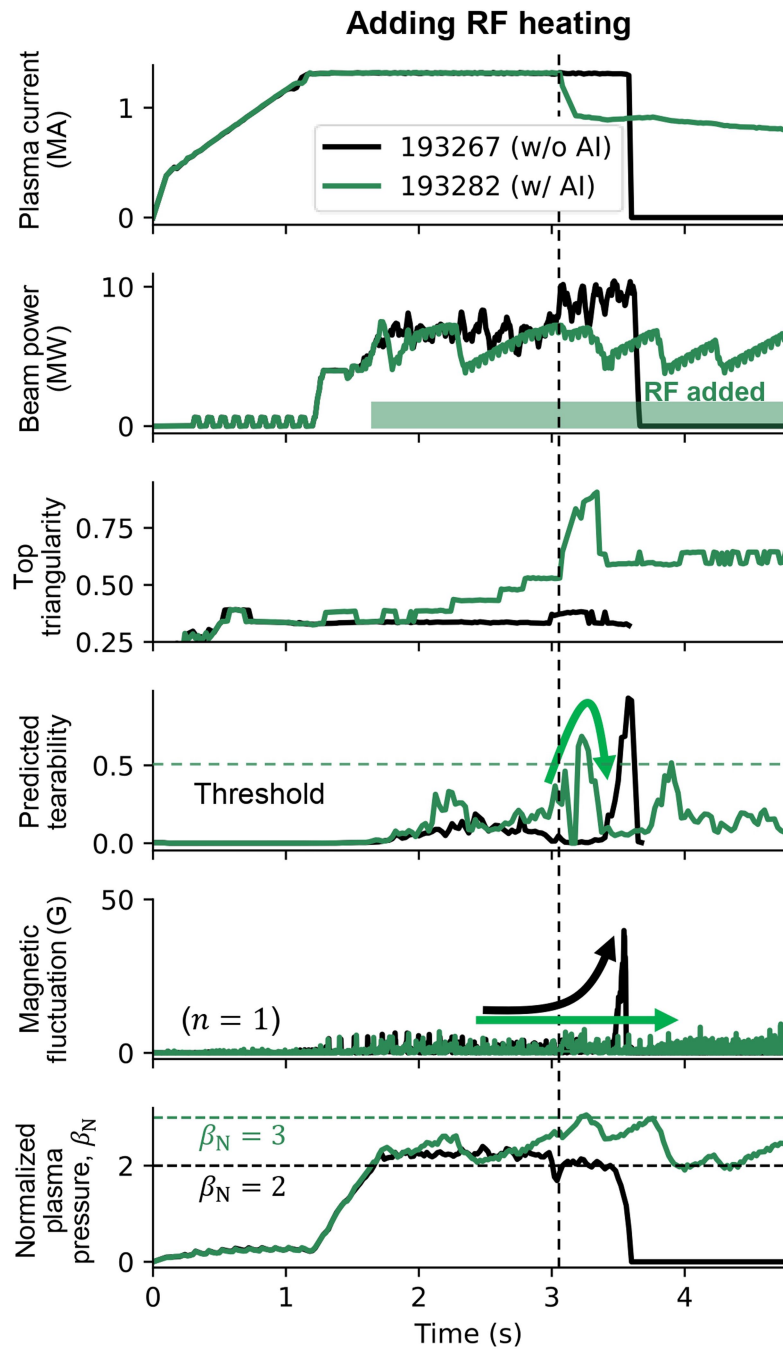 Adding RF heating
Plasma current
(MA)
1
0
193267 (w/o AI)
193282 (w/ AI)
Beam power
(MW)
10
0
RF added
Top
triangularity
0.75
0.50
0.25
Predicted
tearability
0.5
0.0
Threshold
Magnetic
fluctuation (G)
50
0
(n = 1)
Normalized
plasma
pressure, βN
2
0
βN = 3
βN = 2
0 1 2 3 4
Time (s)